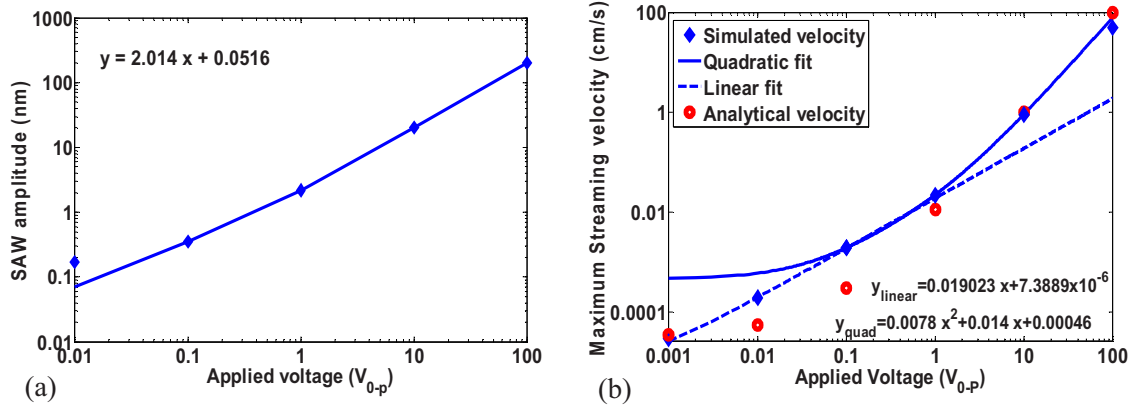 1000
100
10
1
0.1
0.01
SAW amplitude (nm)
y = 2.014 x + 0.0516
0.01 0.1 1 10 100
Applied voltage (V0-p)
(a)
100
1
0.01
0.0001
Maximum Streaming velocity (cm/s)
Simulated velocity
Quadratic fit
Linear fit
Analytical velocity
ylinear=0.019023 x+7.3889x10-6
yquad=0.0078 x2+0.014 x+0.00046
0.001 0.01 0.1 1 10 100
Applied Voltage (V0-P)
(b)